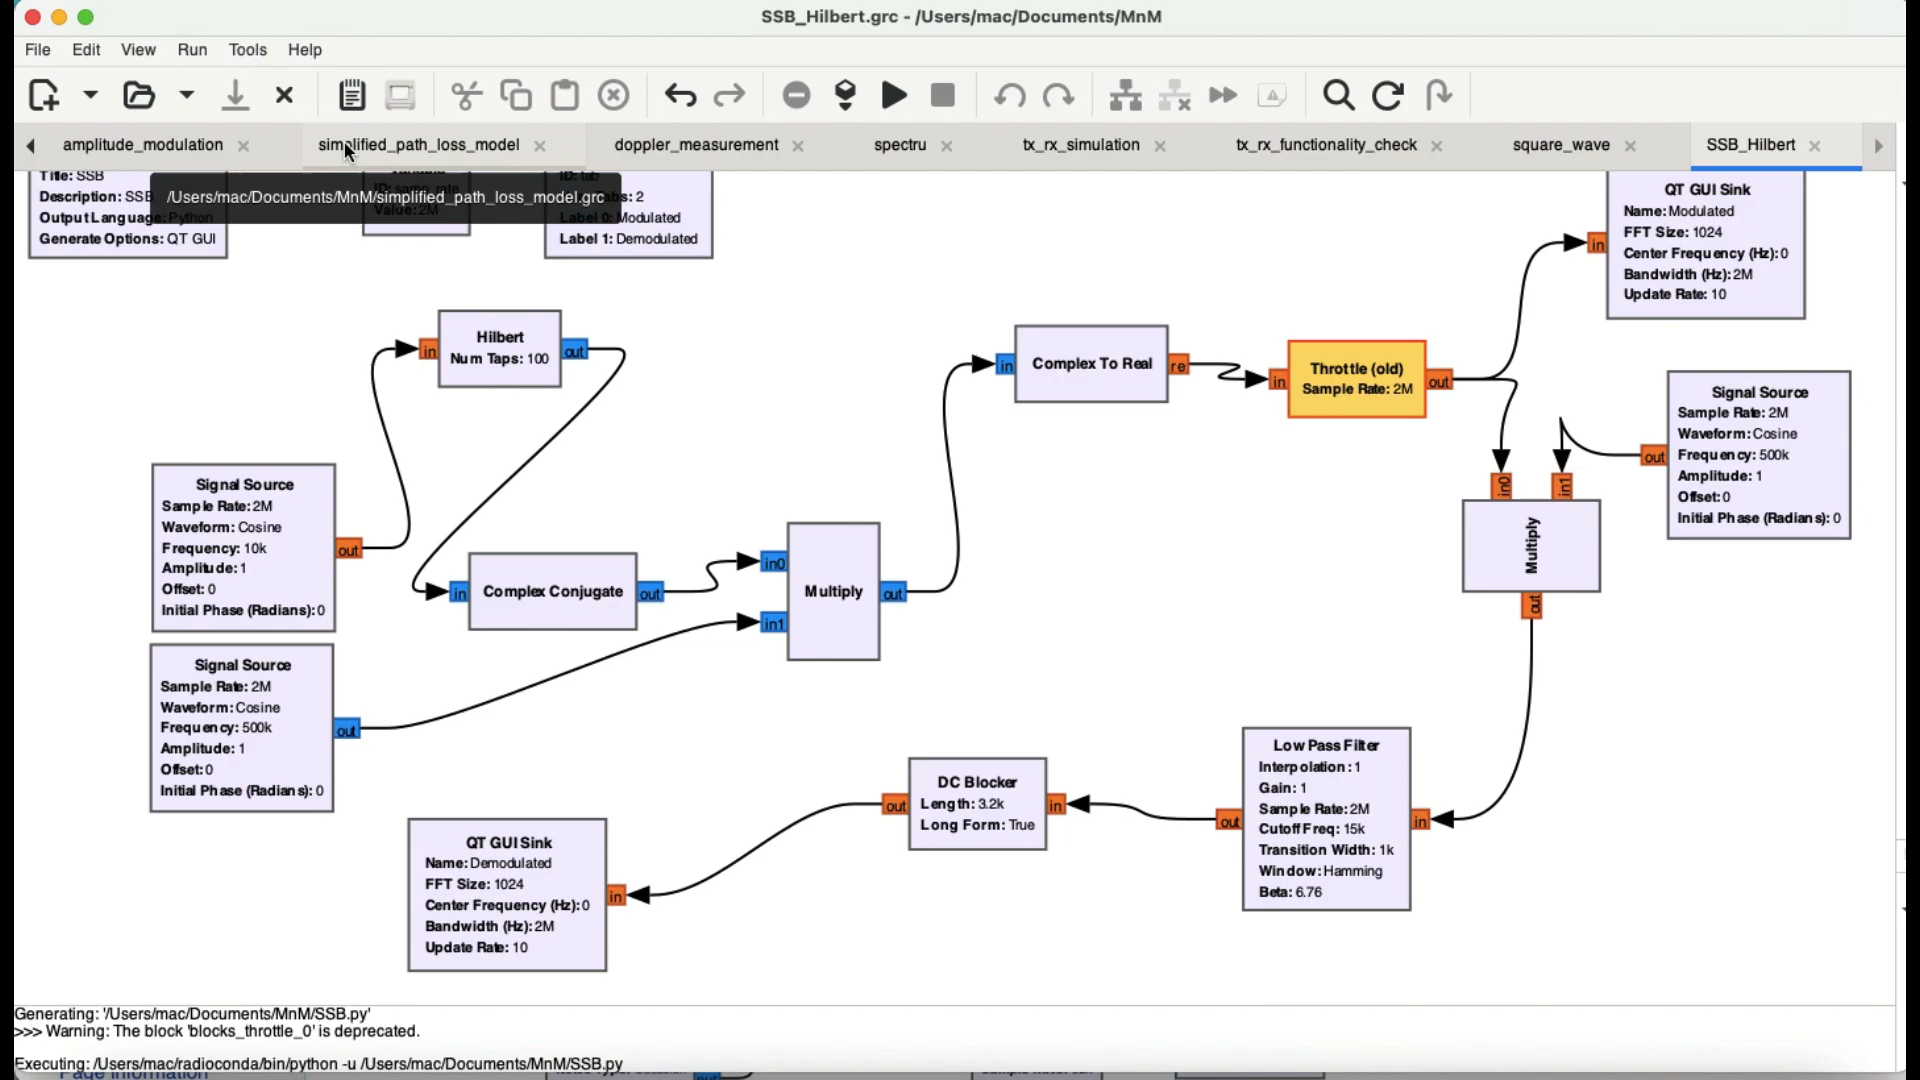 SSB_Hilbert.grc - /Users/mac/Documents/MnM
File Edit View Run Tools Help
amplitude_modulation simplified_path_loss_model doppler_measurement spectru tx_rx_simulation tx_rx_functionality_check square_wave SSB_Hilbert
Title: SSB
Description: SSB
Output Language: Python
Generate Options: QT GUI
/Users/mac/Documents/MnM/simplified_path_loss_model.grc
Value: 2M
Label 0: Modulated
Label 1: Demodulated
QT GUI Sink
Name: Modulated
FFT Size: 1024
Center Frequency (Hz): 0
Bandwidth (Hz): 2M
Update Rate: 10
in
Hilbert
Num Taps: 100
in
out
Complex To Real
in
re
Throttle (old)
Sample Rate: 2M
in
out
Signal Source
Sample Rate: 2M
Waveform: Cosine
Frequency: 500k
Amplitude: 1
Offset: 0
Initial Phase (Radians): 0
out
Signal Source
Sample Rate: 2M
Waveform: Cosine
Frequency: 10k
Amplitude: 1
Offset: 0
Initial Phase (Radians): 0
out
Complex Conjugate
in
out
Multiply
in0
in1
out
Multiply
in0
in1
out
Signal Source
Sample Rate: 2M
Waveform: Cosine
Frequency: 500k
Amplitude: 1
Offset: 0
Initial Phase (Radians): 0
out
Low Pass Filter
Interpolation: 1
Gain: 1
Sample Rate: 2M
Cutoff Freq: 15k
Transition Width: 1k
Window: Hamming
Beta: 6.76
in
out
DC Blocker
Length: 3.2k
Long Form: True
in
out
QT GUI Sink
Name: Demodulated
FFT Size: 1024
Center Frequency (Hz): 0
Bandwidth (Hz): 2M
Update Rate: 10
in
Generating: '/Users/mac/Documents/MnM/SSB.py'
>>> Warning: The block 'blocks_throttle_0' is deprecated.
Executing: /Users/mac/radioconda/bin/python -u /Users/mac/Documents/MnM/SSB.py